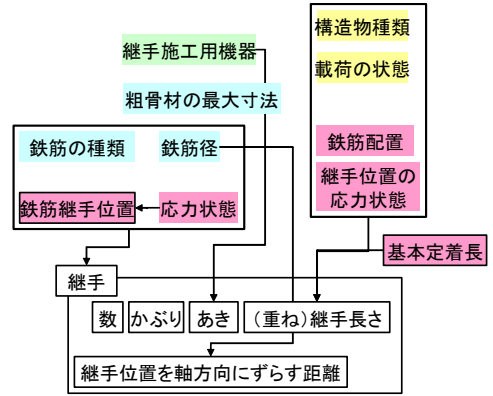 構造物種類
継手施工用機器
載荷の状態
粗骨材の最大寸法
鉄筋の種類
鉄筋径
鉄筋配置
継手位置の
応力状態
鉄筋継手位置
応力状態
基本定着長
継手
数
かぶり
あき
(重ね)継手長さ
継手位置を軸方向にずらす距離